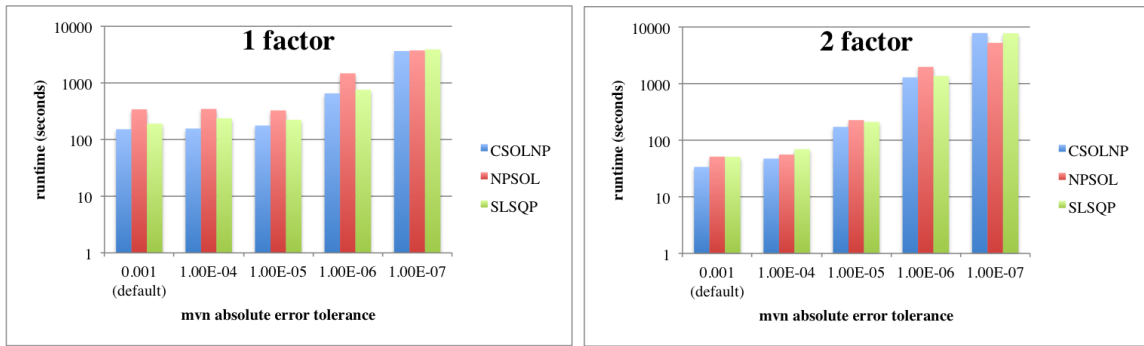 1 factor
10000
1000
100
10
1
runtime (seconds)
0.001 1.00E-04 1.00E-05 1.00E-06 1.00E-07
(default)
mvn absolute error tolerance
CSOLNP
NPSOL
SLSQP
2 factor
10000
1000
100
10
1
runtime (seconds)
0.001 1.00E-04 1.00E-05 1.00E-06 1.00E-07
(default)
mvn absolute error tolerance
CSOLNP
NPSOL
SLSQP